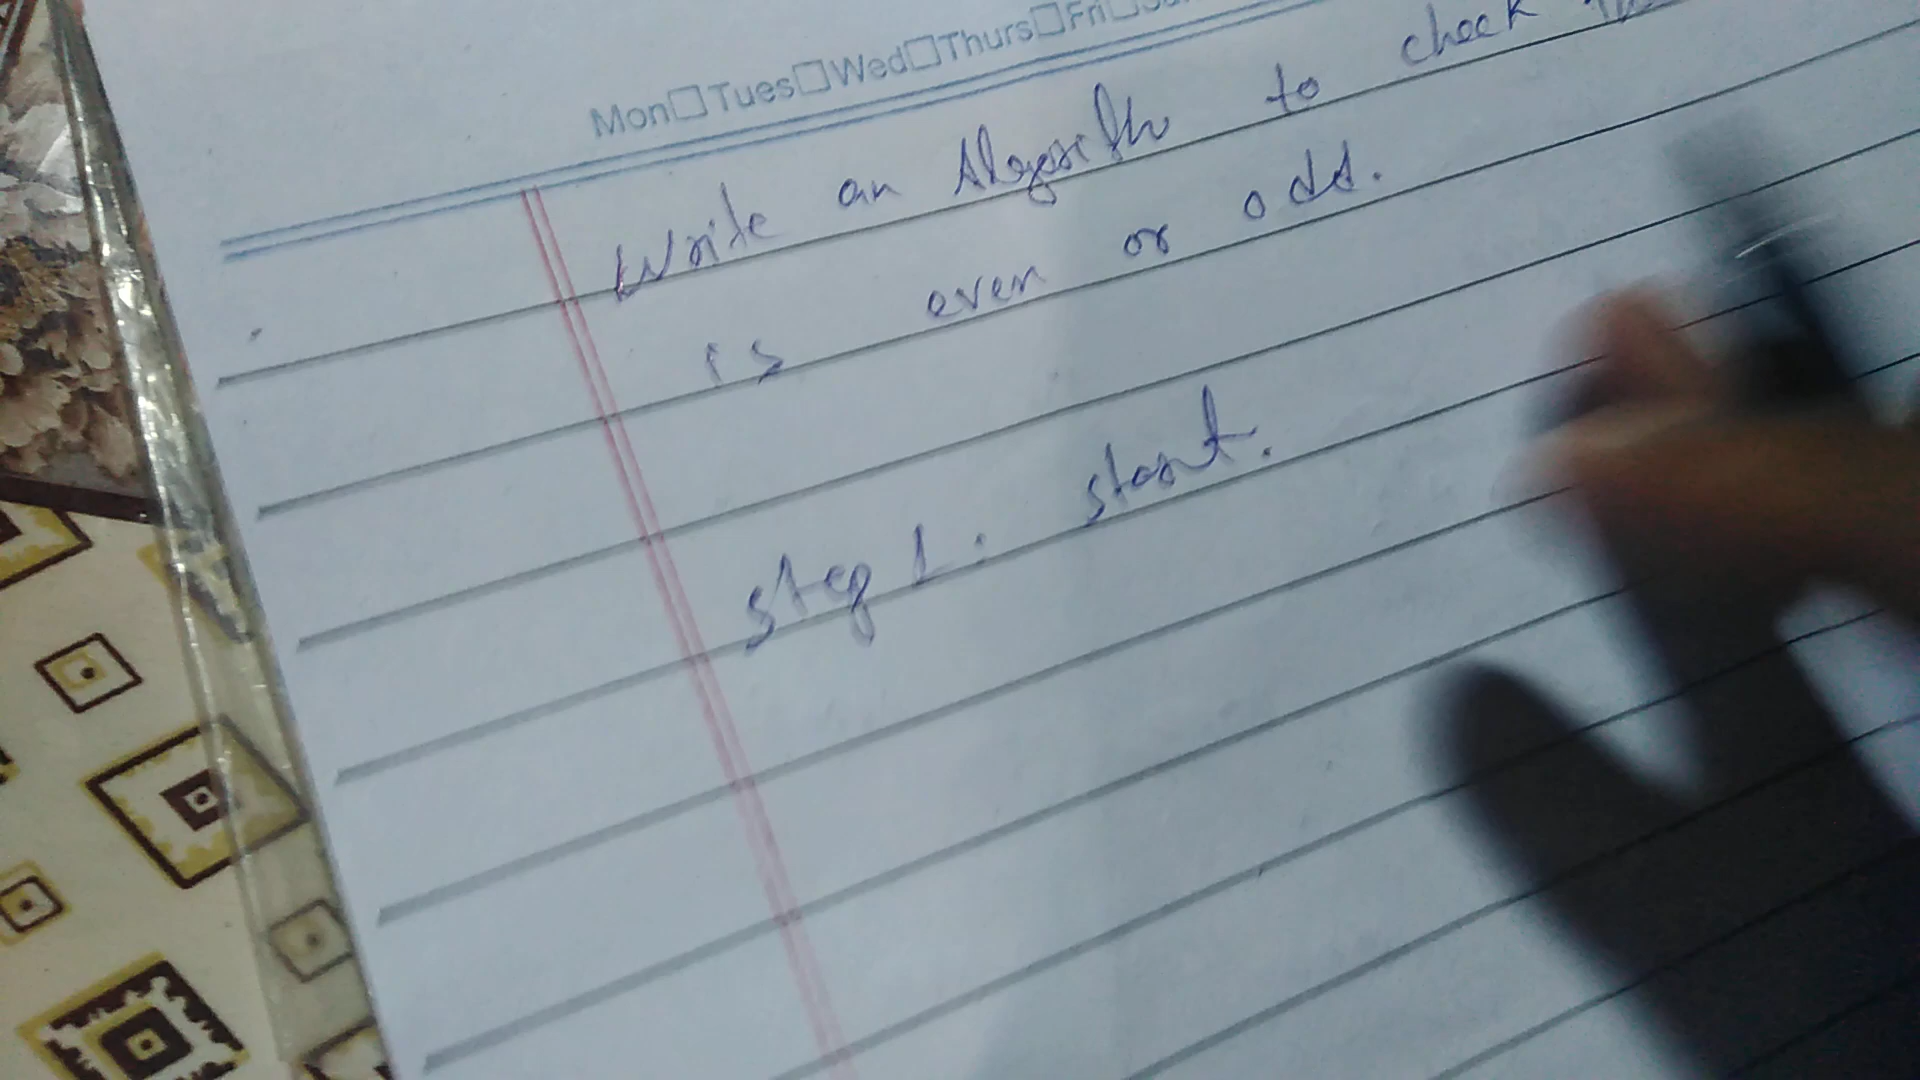 Mon Tues Wed Thurs Fri
Write an Algorith to check
is even or odd.
step 1: start.